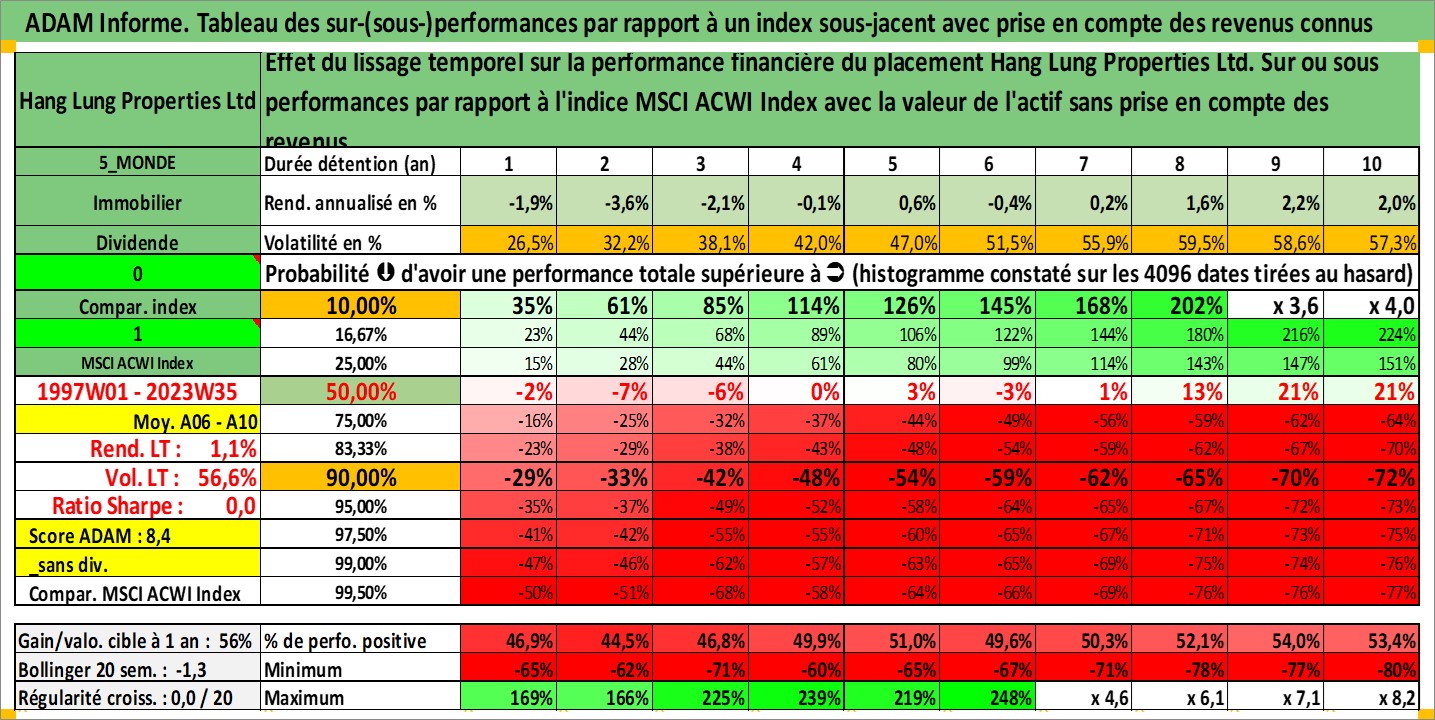 ADAM Informe. Tableau des sur-(sous-)performances par rapport à un index sous-jacent avec prise en compte des revenus connus
Hang Lung Properties Ltd
Effet du lissage temporel sur la performance financière du placement Hang Lung Properties Ltd. Sur ou sous
performances par rapport à l'indice MSCI ACWI Index avec la valeur de l'actif sans prise en compte des
revenus
5_MONDE Durée détention (an) 1 2 3 4 5 6 7 8 9 10
Immobilier Rend. annualisé en % -1,9% -3,6% -2,1% -0,1% 0,6% -0,4% 0,2% 1,6% 2,2% 2,0%
Dividende Volatilité en % 26,5% 32,2% 38,1% 42,0% 47,0% 51,5% 55,9% 59,5% 58,6% 57,3%
0 Probabilité ⮋ d'avoir une performance totale supérieure à ⮊ (histogramme constaté sur les 4096 dates tirées au hasard)
Compar. index 10,00% 35% 61% 85% 114% 126% 145% 168% 202% x 3,6 x 4,0
1 16,67% 23% 44% 68% 89% 106% 122% 144% 180% 216% 224%
MSCI ACWI Index 25,00% 15% 28% 44% 61% 80% 99% 114% 143% 147% 151%
1997W01 - 2023W35 50,00% -2% -7% -6% 0% 3% -3% 1% 13% 21% 21%
Moy. A06 - A10 75,00% -16% -25% -32% -37% -44% -49% -56% -59% -62% -64%
Rend. LT : 1,1% 83,33% -23% -29% -38% -43% -48% -54% -59% -62% -67% -70%
Vol. LT : 56,6% 90,00% -29% -33% -42% -48% -54% -59% -62% -65% -70% -72%
Ratio Sharpe : 0,0 95,00% -35% -37% -49% -52% -58% -64% -65% -67% -72% -73%
Score ADAM : 8,4 97,50% -41% -42% -55% -55% -60% -65% -67% -71% -73% -75%
_sans div. 99,00% -47% -46% -62% -57% -63% -65% -69% -75% -74% -76%
Compar. MSCI ACWI Index 99,50% -50% -51% -68% -58% -64% -66% -69% -76% -76% -77%
Gain/valo. cible à 1 an : 56% % de perfo. positive 46,9% 44,5% 46,8% 49,9% 51,0% 49,6% 50,3% 52,1% 54,0% 53,4%
Bollinger 20 sem. : -1,3 Minimum -65% -62% -71% -60% -65% -67% -71% -78% -77% -80%
Régularité croiss. : 0,0 / 20 Maximum 169% 166% 225% 239% 219% 248% x 4,6 x 6,1 x 7,1 x 8,2